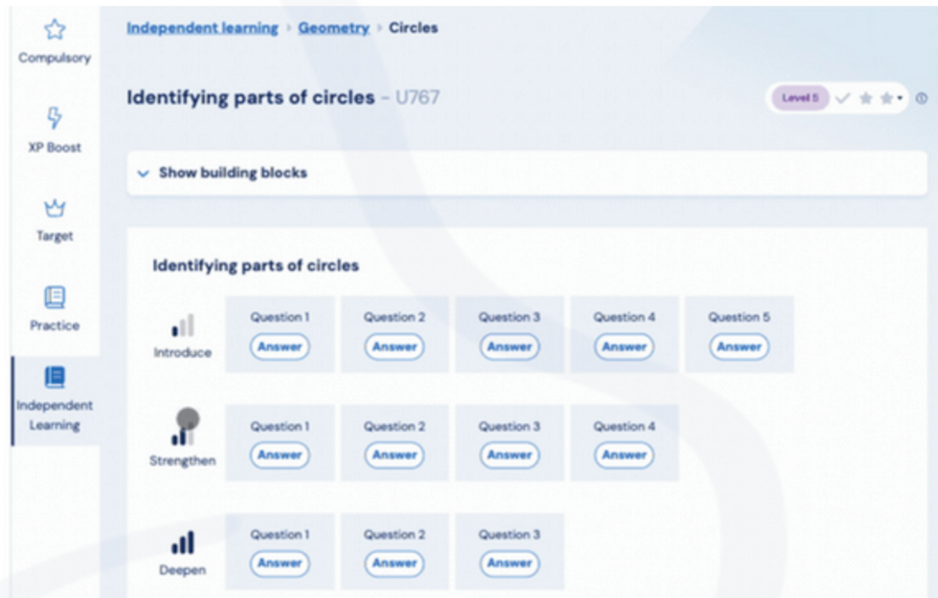 Compulsory
XP Boost
Target
Practice
Independent
Learning
Independent learning › Geometry › Circles
Identifying parts of circles - U767
Level 5
Show building blocks
Identifying parts of circles
Introduce
Question 1 Question 2 Question 3 Question 4 Question 5
Answer Answer Answer Answer Answer
Strengthen
Question 1 Question 2 Question 3 Question 4
Answer Answer Answer Answer
Deepen
Question 1 Question 2 Question 3
Answer Answer Answer